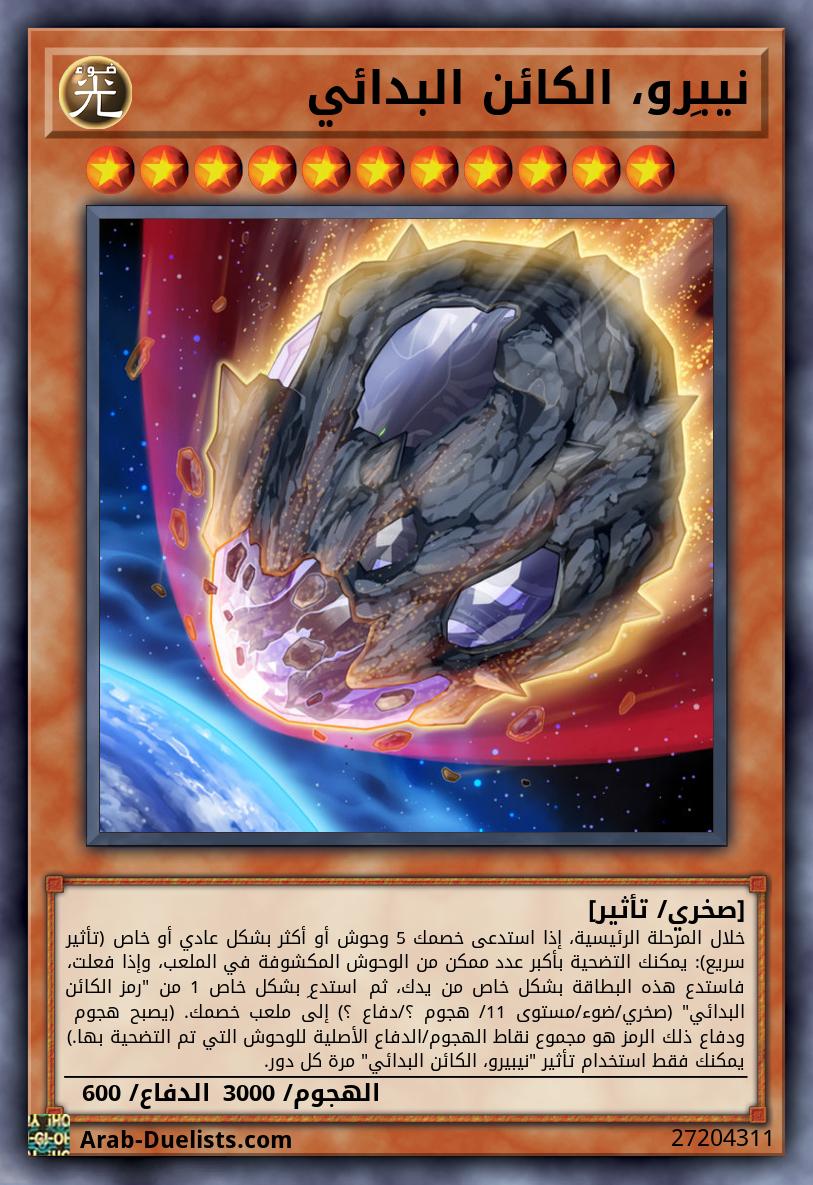 نيبِرو، الكائن البدائي
ضوء
光
[صخري/ تأثير]
خلال المرحلة الرئيسية، إذا استدعى خصمك 5 وحوش أو أكثر بشكل عادي أو خاص (تأثير
سريع): يمكنك التضحية بأكبر عدد ممكن من الوحوش المكشوفة في الملعب، وإذا فعلت،
فاستدع هذه البطاقة بشكل خاص من يدك، ثم استدعِ بشكل خاص 1 من "رمز الكائن
البدائي" (صخري/ضوء/مستوى 11/ هجوم ؟/دفاع ؟) إلى ملعب خصمك. (يصبح هجوم
ودفاع ذلك الرمز هو مجموع نقاط الهجوم/الدفاع الأصلية للوحوش التي تم التضحية بها.)
يمكنك فقط استخدام تأثير "نيبيرو، الكائن البدائي" مرة كل دور.
الهجوم/ 3000 الدفاع/ 600
Arab-Duelists.com
27204311